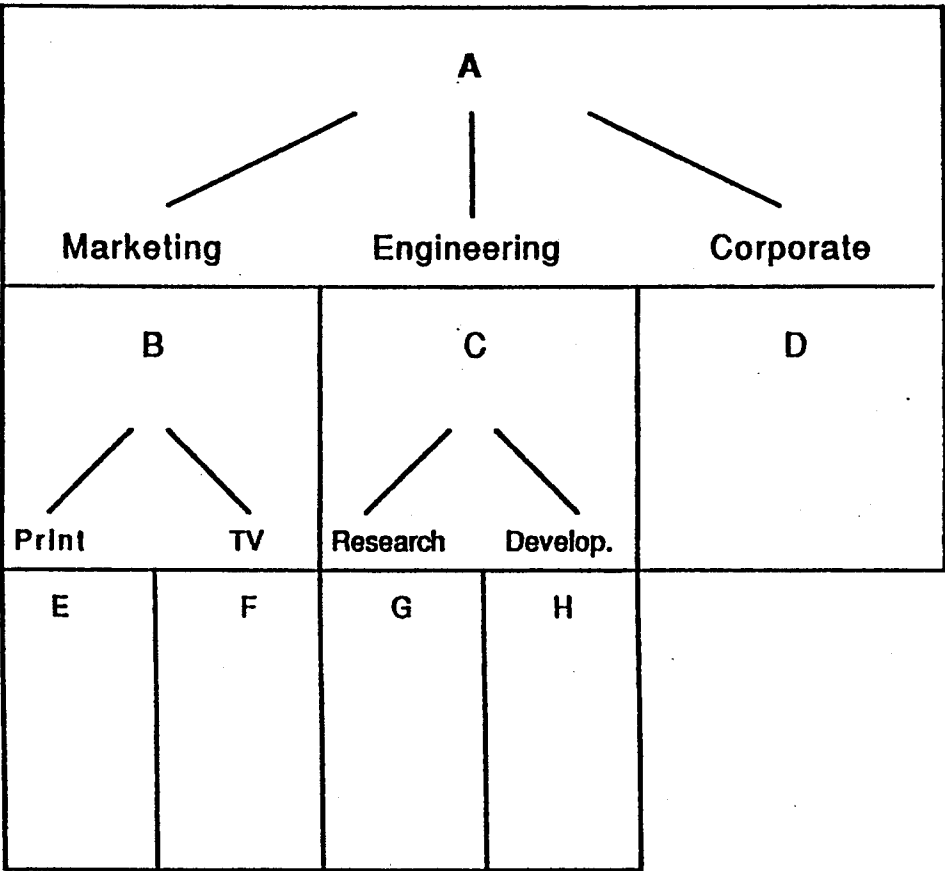 A
Marketing Engineering Corporate
B C D
Print TV Research Develop.
E F G H